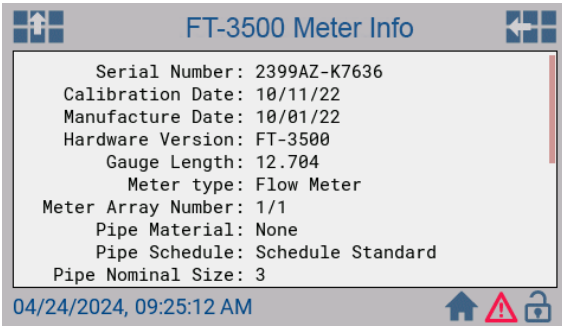 FT-3500 Meter Info
Serial Number: 2399AZ-K7636
Calibration Date: 10/11/22
Manufacture Date: 10/01/22
Hardware Version: FT-3500
Gauge Length: 12.704
Meter type: Flow Meter
Meter Array Number: 1/1
Pipe Material: None
Pipe Schedule: Schedule Standard
Pipe Nominal Size: 3
04/24/2024, 09:25:12 AM